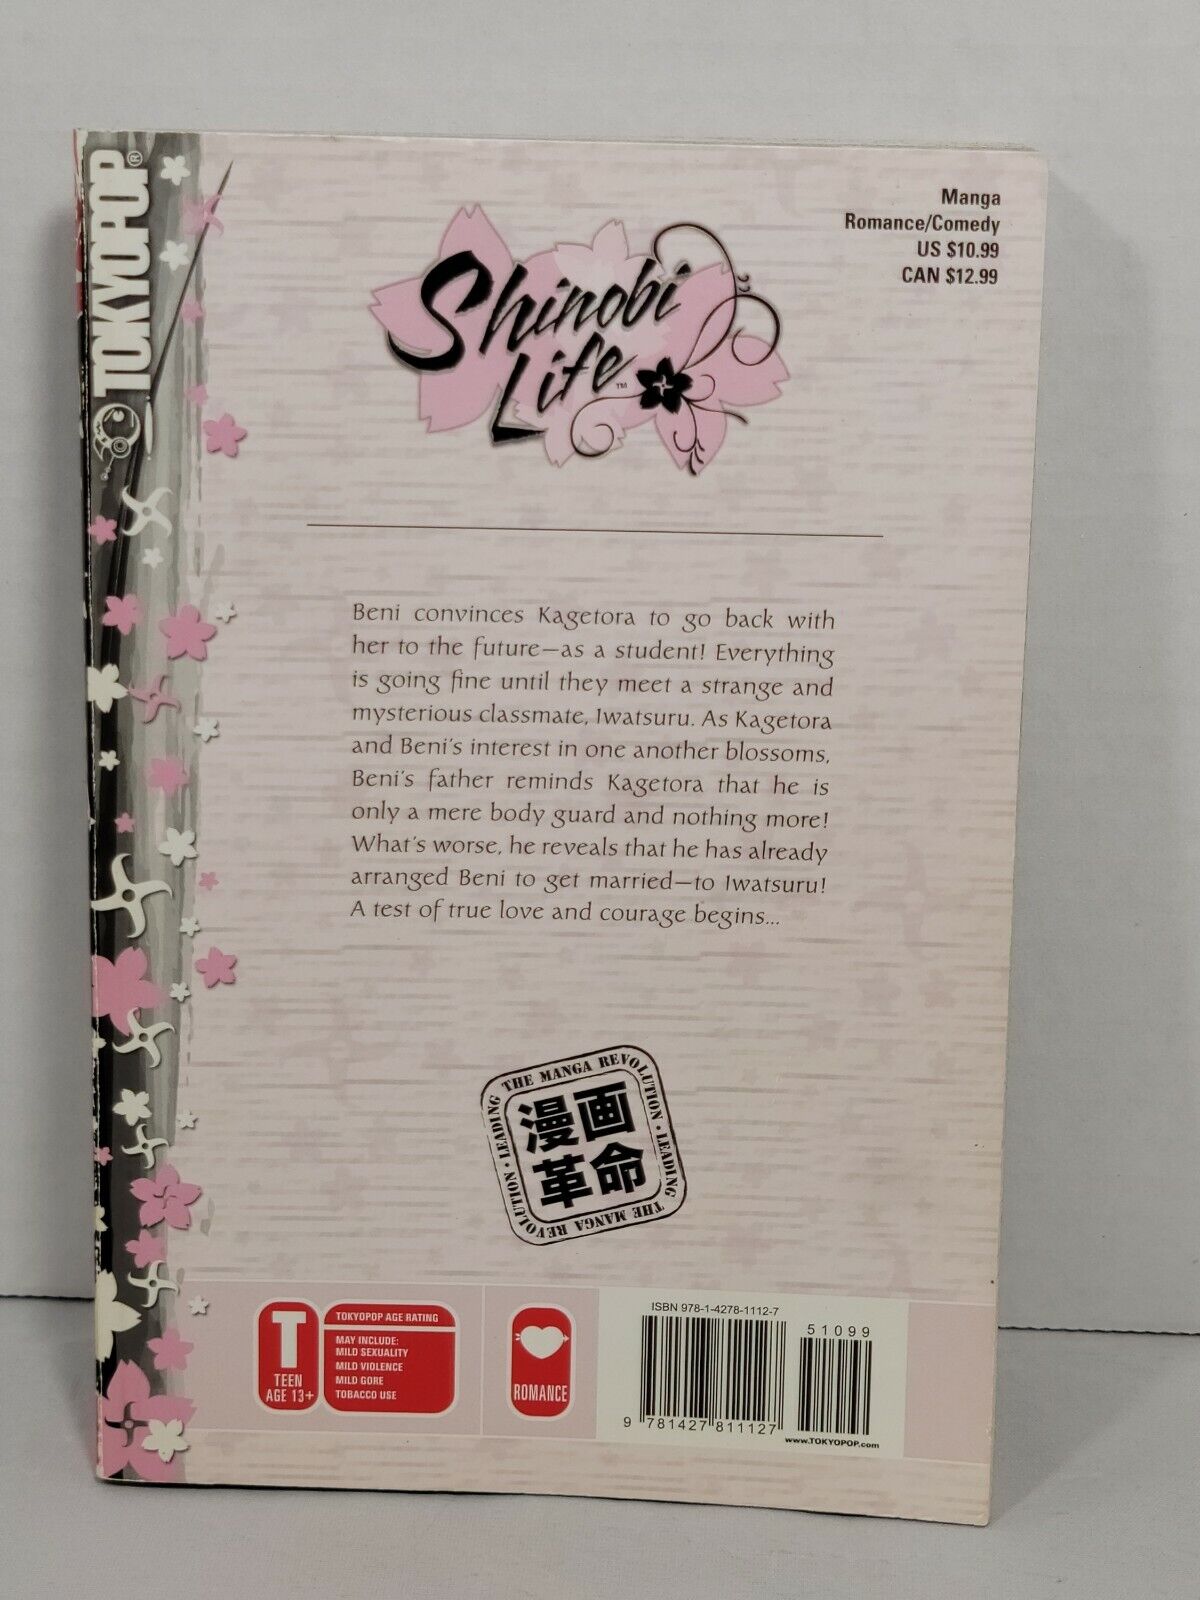 TOKYOPOP®
Manga
Romance/Comedy
US $10.99
CAN $12.99
Shinobi
Life™
Beni convinces Kagetora to go back with
her to the future—as a student! Everything
is going fine until they meet a strange and
mysterious classmate, Iwatsuru. As Kagetora
and Beni's interest in one another blossoms,
Beni's father reminds Kagetora that he is
only a mere body guard and nothing more!
What's worse, he reveals that he has already
arranged Beni to get married—to Iwatsuru!
A test of true love and courage begins...
LEADING THE MANGA REVOLUTION • LEADING THE MANGA REVOLUTION •
漫画
革命
T
TEEN
AGE 13+
TOKYOPOP AGE RATING
MAY INCLUDE:
MILD SEXUALITY
MILD VIOLENCE
MILD GORE
TOBACCO USE
ROMANCE
ISBN 978-1-4278-1112-7
51099
9 781427 811127
www.TOKYOPOP.com